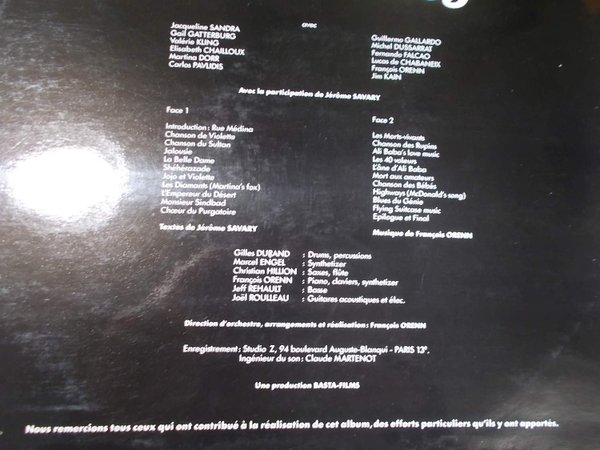 avec
Jacqueline SANDRA
Gail GATTERBURG
Valérie KLING
Elisabeth CHAILLOUX
Martina DORR
Carlos PAVLIDIS
Guillermo GALLARDO
Michel DUSSARRAT
Fernando FALCAO
Lucas de CHABANEIX
François ORENN
Jim KAIN
Avec la participation de Jérôme SAVARY
Face 1
Introduction : Rue Médina
Chanson de Violette
Chanson du Sultan
Jalousie
La Belle Dame
Shéhérazade
Jojo et Violette
Les Diamants (Martina's fox)
L'Empereur du Désert
Monsieur Sindbad
Chœur du Purgatoire
Textes de Jérôme SAVARY
Face 2
Les Morts-vivants
Chanson des Rupins
Ali Baba's love music
Les 40 voleurs
L'âne d'Ali Baba
Mort aux amateurs
Chanson des Bébés
Highways (McDonald's song)
Blues du Génie
Flying Suitcase music
Epilogue et Final
Musique de François ORENN
Gilles DURAND : Drums, percussions
Marcel ENGEL : Synthetizer
Christian HILLION : Saxes, flûte
François ORENN : Piano, claviers, synthetizer
Jeff REHAULT : Basse
Joël ROULLEAU : Guitares acoustiques et élec.
Direction d'orchestre, arrangements et réalisation : François ORENN
Enregistrement : Studio Z, 94 boulevard Auguste-Blanqui - PARIS 13e.
Ingénieur du son : Claude MARTENOT
Une production BASTA-FILMS
Nous remercions tous ceux qui ont contribué à la réalisation de cet album, des efforts particuliers qu'ils y ont apportés.